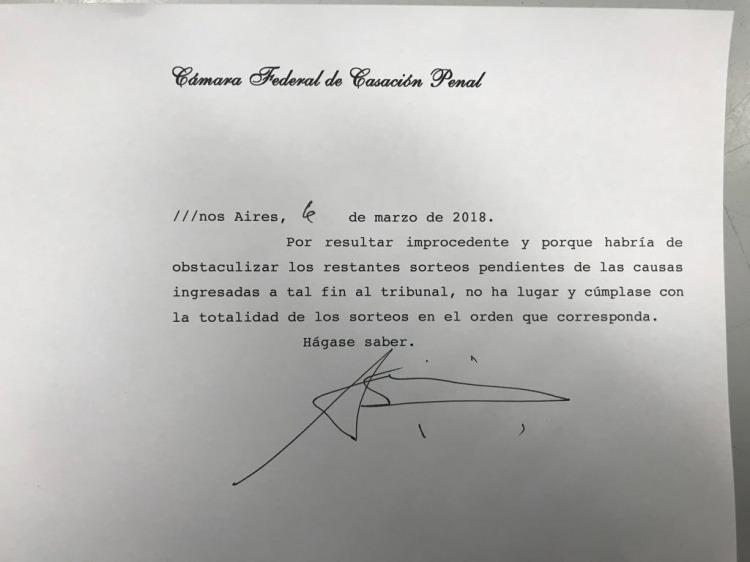 Cámara Federal de Casación Penal
///nos Aires, 6 de marzo de 2018.
Por resultar improcedente y porque habría de
obstaculizar los restantes sorteos pendientes de las causas
ingresadas a tal fin al tribunal, no ha lugar y cúmplase con
la totalidad de los sorteos en el orden que corresponda.
Hágase saber.